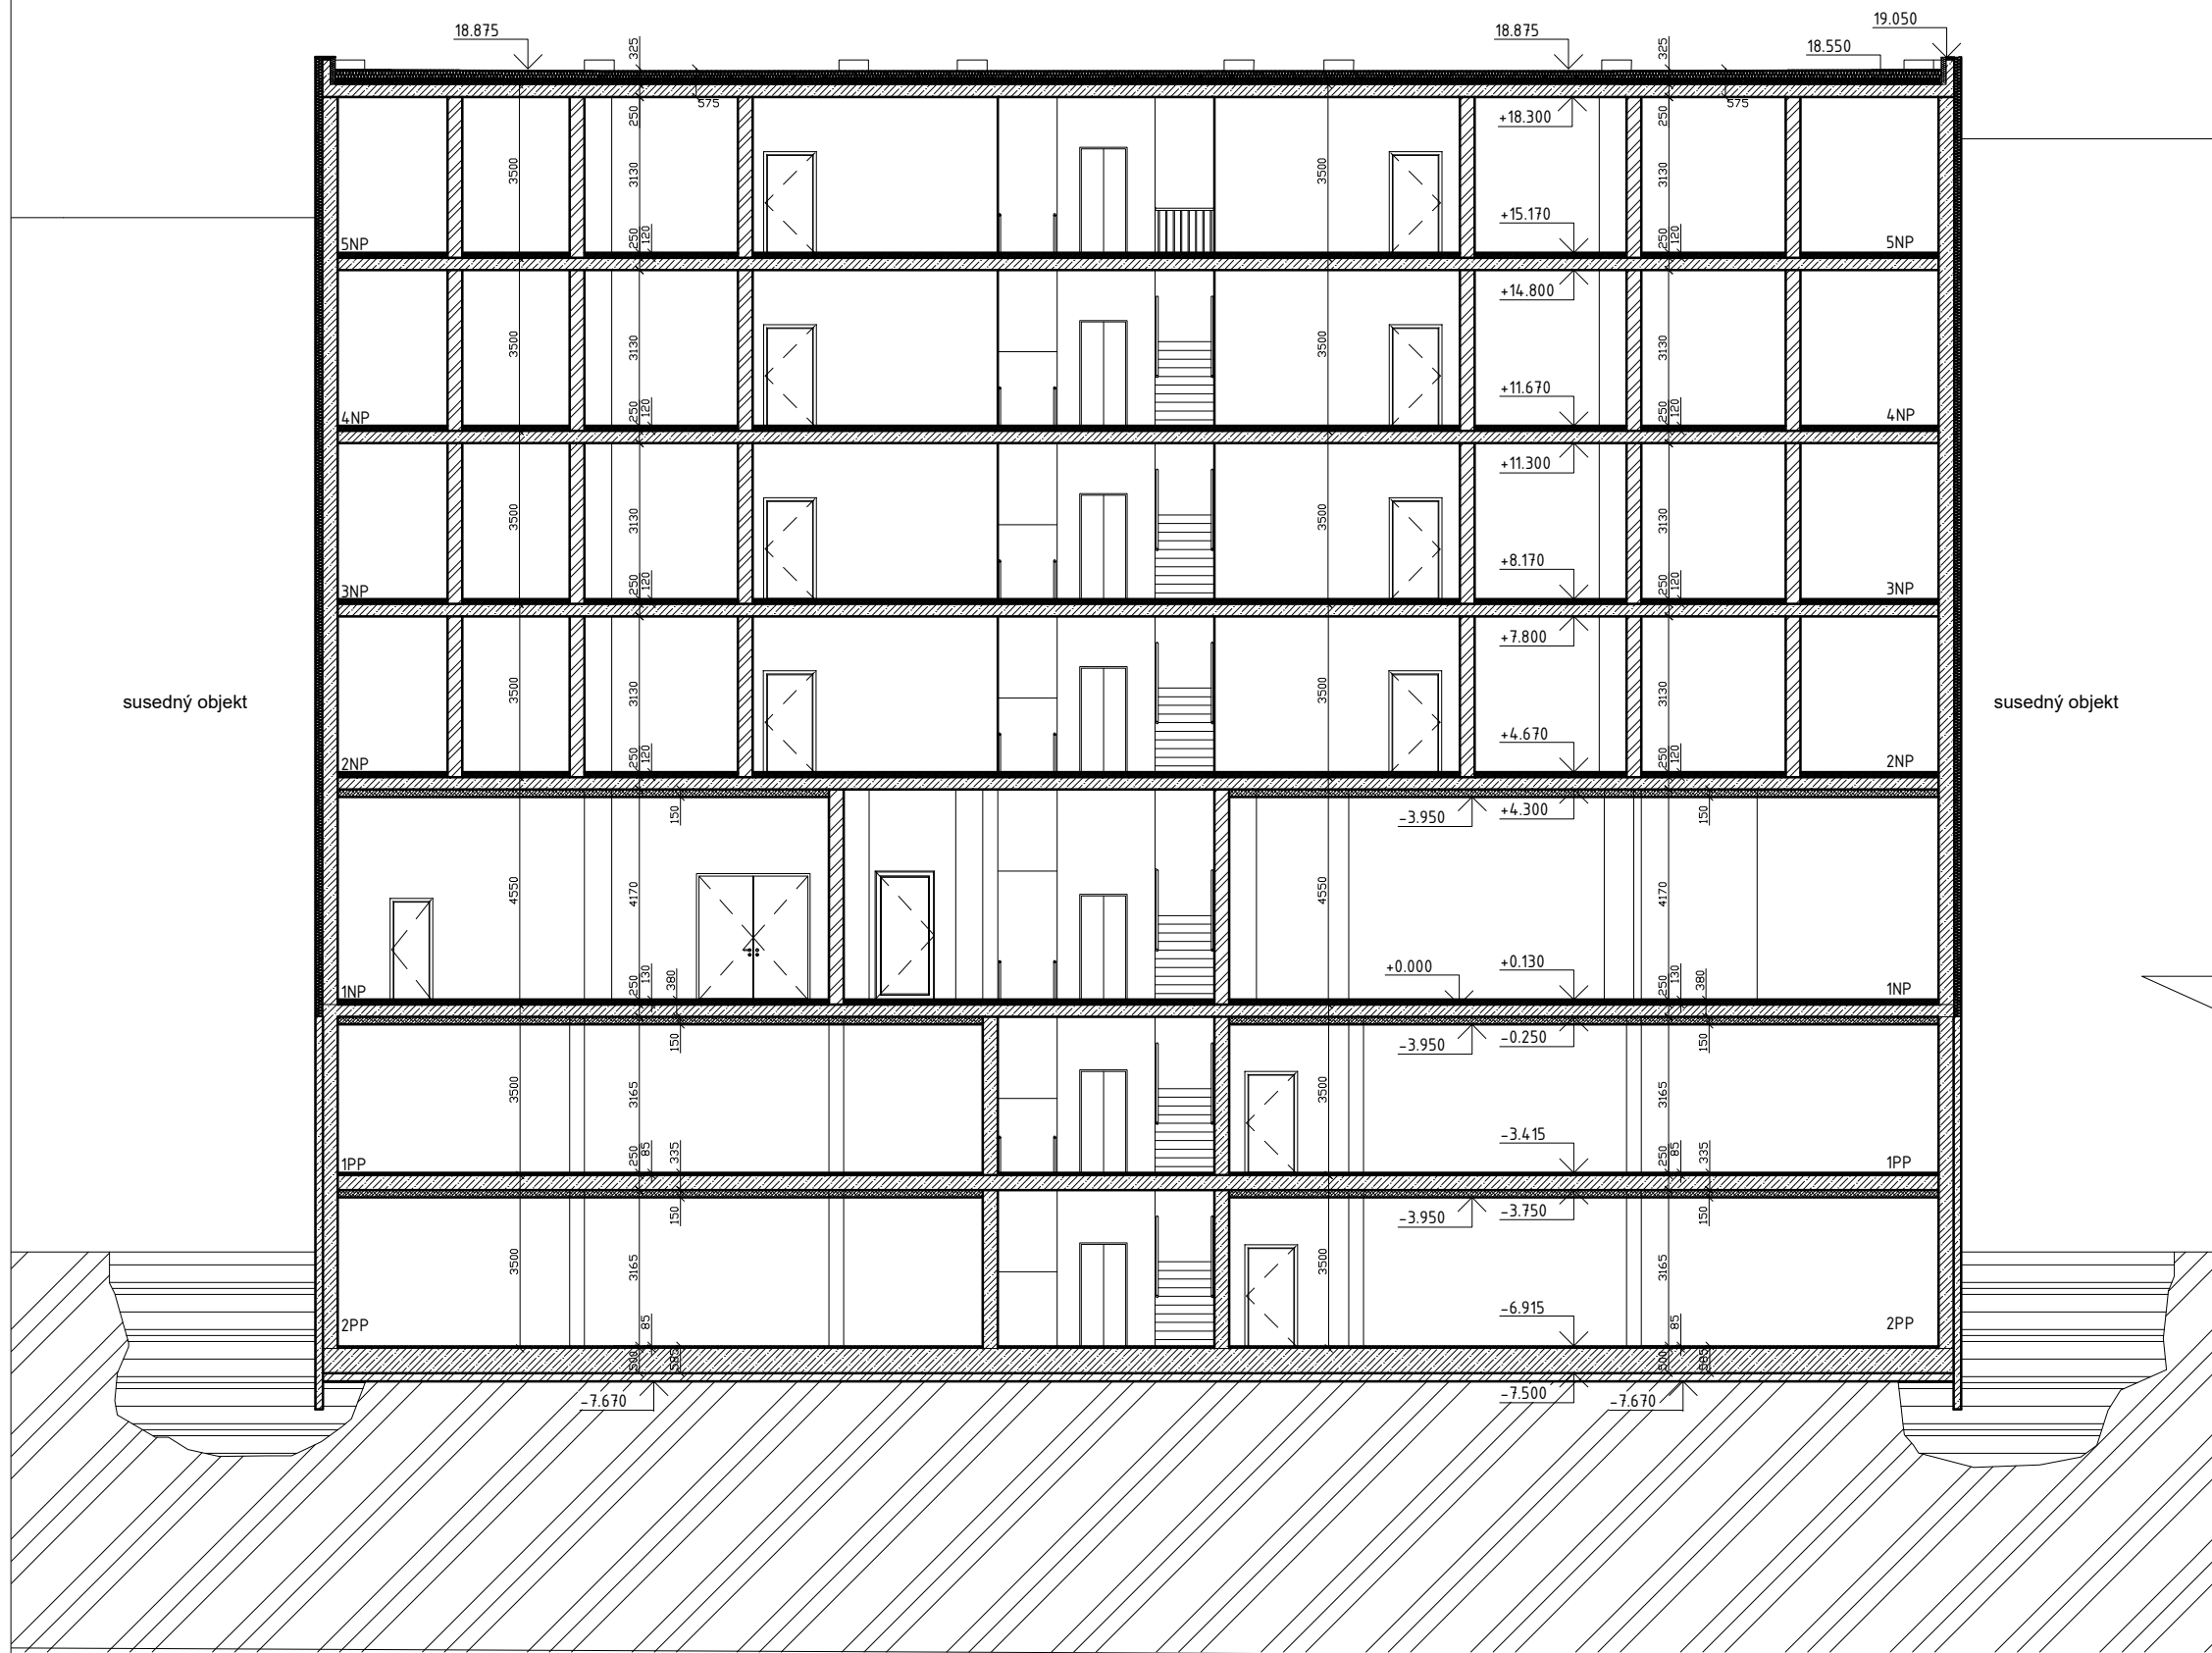 18.875 325 18.875 325 18.550 19.050
575 575
250 250 +18.300
3500 3130 3500 3130
+15.170
250 120 250 120
5NP 5NP
+14.800
3500 3130 3500 3130
+11.670
250 120 250 120
4NP 4NP
+11.300
3500 3130 3500 3130
+8.170
250 120 250 120
3NP 3NP
+7.800
3500 3130 3500 3130
susedný objekt susedný objekt
+4.670
250 120 250 120
2NP 2NP
150 -3.950 +4.300 150
4550 4170 4550 4170
+0.000 +0.130
250 130 380 250 130 380
1NP 1NP
150 -3.950 -0.250 150
3500 3165 3500 3165
-3.415
250 85 335 250 85 335
1PP 1PP
150 -3.950 -3.750 150
3500 3165 3500 3165
-6.915
85 85
2PP 2PP
500 585 500 585
-7.670 -7.500 -7.670